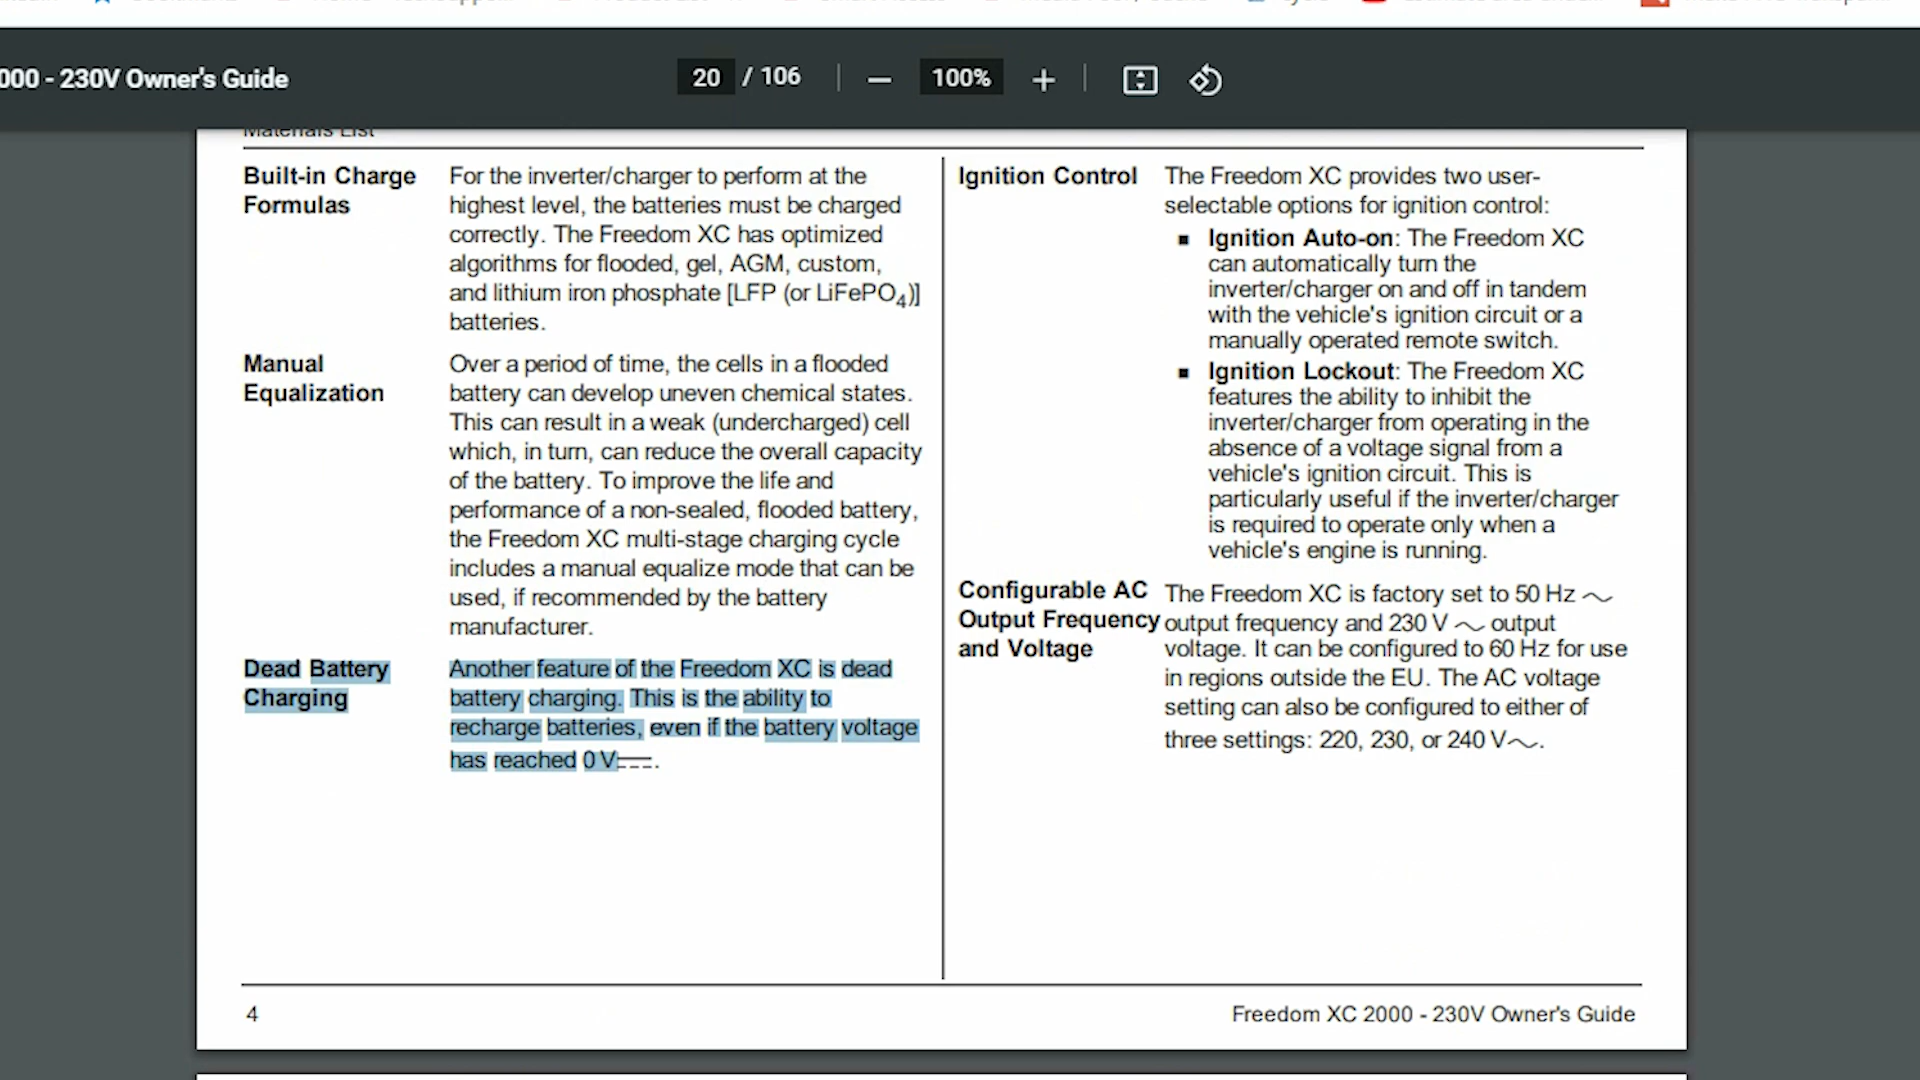 000 - 230V Owner's Guide
20 / 106
100%
Materials List
Built-in Charge
Formulas
For the inverter/charger to perform at the
highest level, the batteries must be charged
correctly. The Freedom XC has optimized
algorithms for flooded, gel, AGM, custom,
and lithium iron phosphate [LFP (or LiFePO4)]
batteries.
Manual
Equalization
Over a period of time, the cells in a flooded
battery can develop uneven chemical states.
This can result in a weak (undercharged) cell
which, in turn, can reduce the overall capacity
of the battery. To improve the life and
performance of a non-sealed, flooded battery,
the Freedom XC multi-stage charging cycle
includes a manual equalize mode that can be
used, if recommended by the battery
manufacturer.
Dead Battery
Charging
Another feature of the Freedom XC is dead
battery charging. This is the ability to
recharge batteries, even if the battery voltage
has reached 0 V⎓.
Ignition Control
The Freedom XC provides two user-
selectable options for ignition control:
■ Ignition Auto-on: The Freedom XC
can automatically turn the
inverter/charger on and off in tandem
with the vehicle's ignition circuit or a
manually operated remote switch.
■ Ignition Lockout: The Freedom XC
features the ability to inhibit the
inverter/charger from operating in the
absence of a voltage signal from a
vehicle's ignition circuit. This is
particularly useful if the inverter/charger
is required to operate only when a
vehicle's engine is running.
Configurable AC
Output Frequency
and Voltage
The Freedom XC is factory set to 50 Hz ~
output frequency and 230 V ~ output
voltage. It can be configured to 60 Hz for use
in regions outside the EU. The AC voltage
setting can also be configured to either of
three settings: 220, 230, or 240 V~.
4
Freedom XC 2000 - 230V Owner's Guide